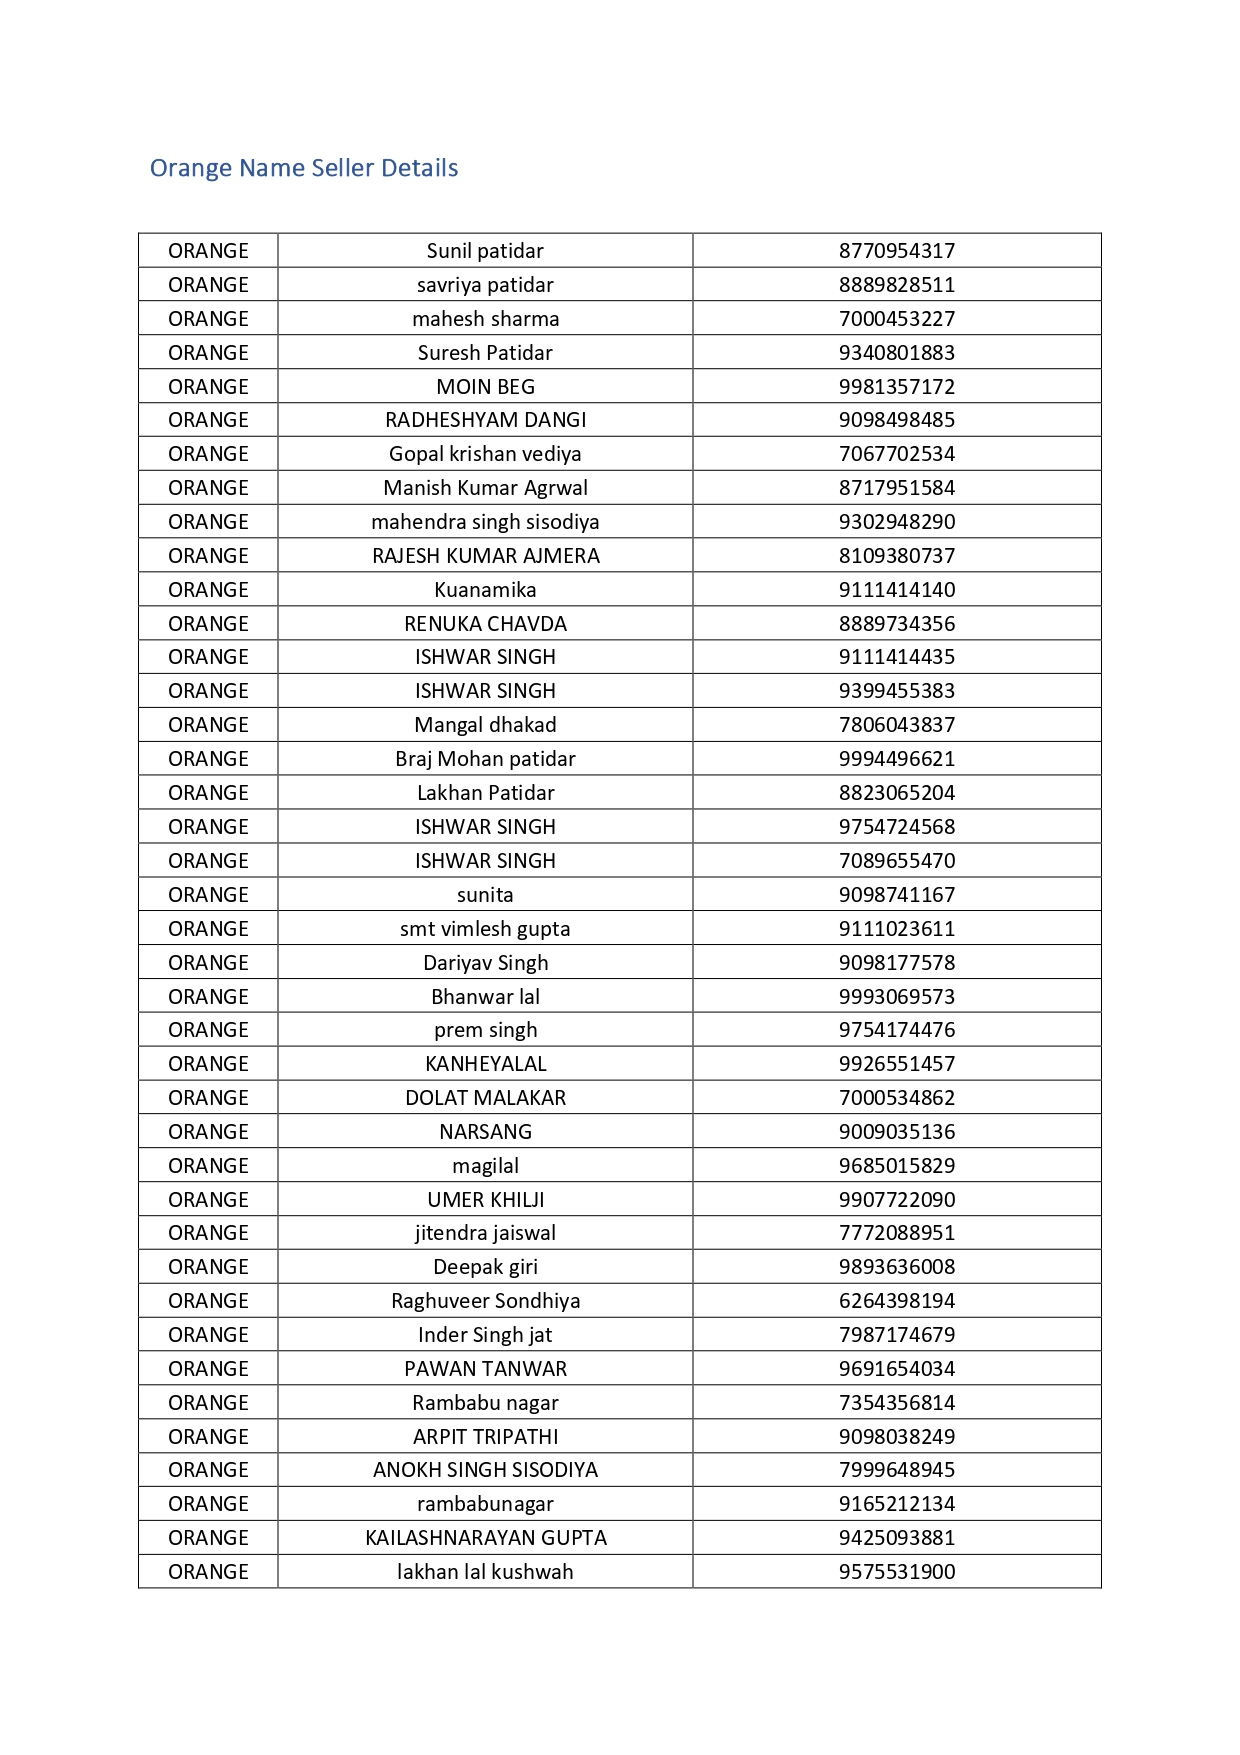 Orange Name Seller Details
ORANGE Sunil patidar 8770954317
ORANGE savriya patidar 8889828511
ORANGE mahesh sharma 7000453227
ORANGE Suresh Patidar 9340801883
ORANGE MOIN BEG 9981357172
ORANGE RADHESHYAM DANGI 9098498485
ORANGE Gopal krishan vediya 7067702534
ORANGE Manish Kumar Agrwal 8717951584
ORANGE mahendra singh sisodiya 9302948290
ORANGE RAJESH KUMAR AJMERA 8109380737
ORANGE Kuanamika 9111414140
ORANGE RENUKA CHAVDA 8889734356
ORANGE ISHWAR SINGH 9111414435
ORANGE ISHWAR SINGH 9399455383
ORANGE Mangal dhakad 7806043837
ORANGE Braj Mohan patidar 9994496621
ORANGE Lakhan Patidar 8823065204
ORANGE ISHWAR SINGH 9754724568
ORANGE ISHWAR SINGH 7089655470
ORANGE sunita 9098741167
ORANGE smt vimlesh gupta 9111023611
ORANGE Dariyav Singh 9098177578
ORANGE Bhanwar lal 9993069573
ORANGE prem singh 9754174476
ORANGE KANHEYALAL 9926551457
ORANGE DOLAT MALAKAR 7000534862
ORANGE NARSANG 9009035136
ORANGE magilal 9685015829
ORANGE UMER KHILJI 9907722090
ORANGE jitendra jaiswal 7772088951
ORANGE Deepak giri 9893636008
ORANGE Raghuveer Sondhiya 6264398194
ORANGE Inder Singh jat 7987174679
ORANGE PAWAN TANWAR 9691654034
ORANGE Rambabu nagar 7354356814
ORANGE ARPIT TRIPATHI 9098038249
ORANGE ANOKH SINGH SISODIYA 7999648945
ORANGE rambabunagar 9165212134
ORANGE KAILASHNARAYAN GUPTA 9425093881
ORANGE lakhan lal kushwah 9575531900